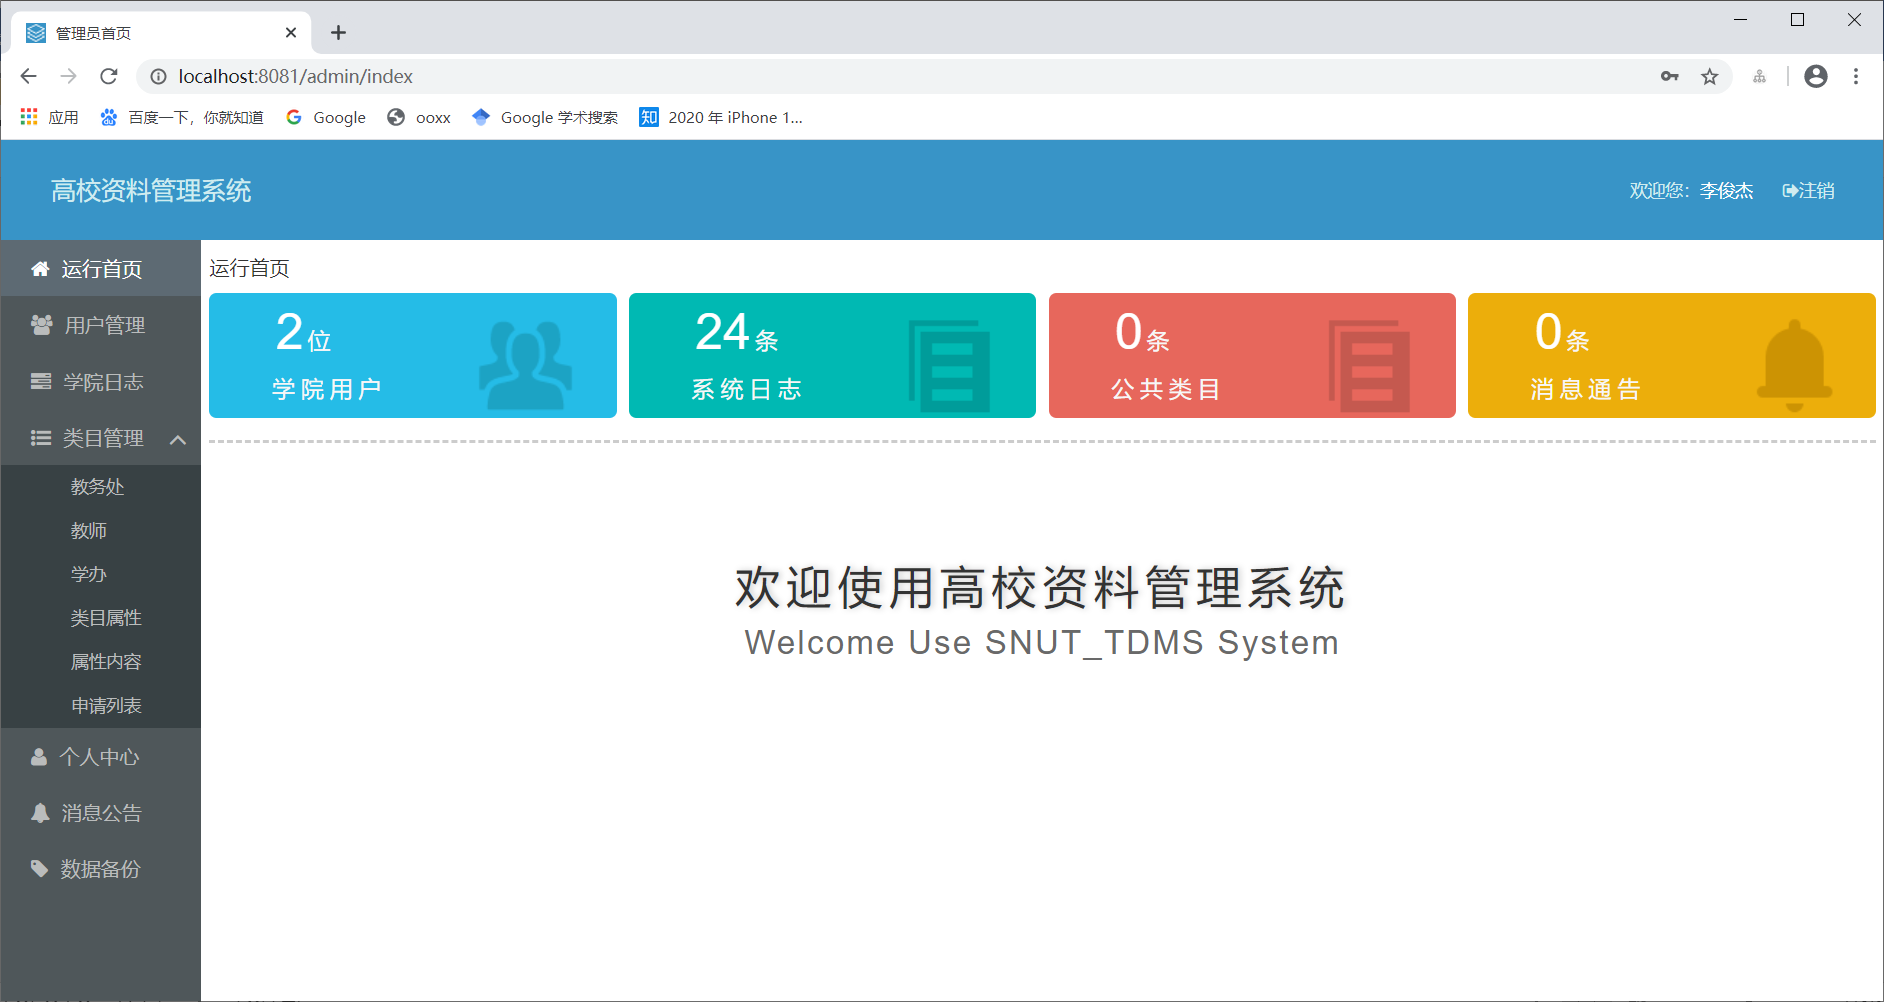 管理员首页
localhost:8081/admin/index
应用 百度一下，你就知道 Google ooxx Google 学术搜索 知 2020 年 iPhone 1...
高校资料管理系统
欢迎您：李俊杰 注销
运行首页
用户管理
学院日志
类目管理
教务处
教师
学办
类目属性
属性内容
申请列表
个人中心
消息公告
数据备份
运行首页
2位
学院用户
24条
系统日志
0条
公共类目
0条
消息通告
欢迎使用高校资料管理系统
Welcome Use SNUT_TDMS System